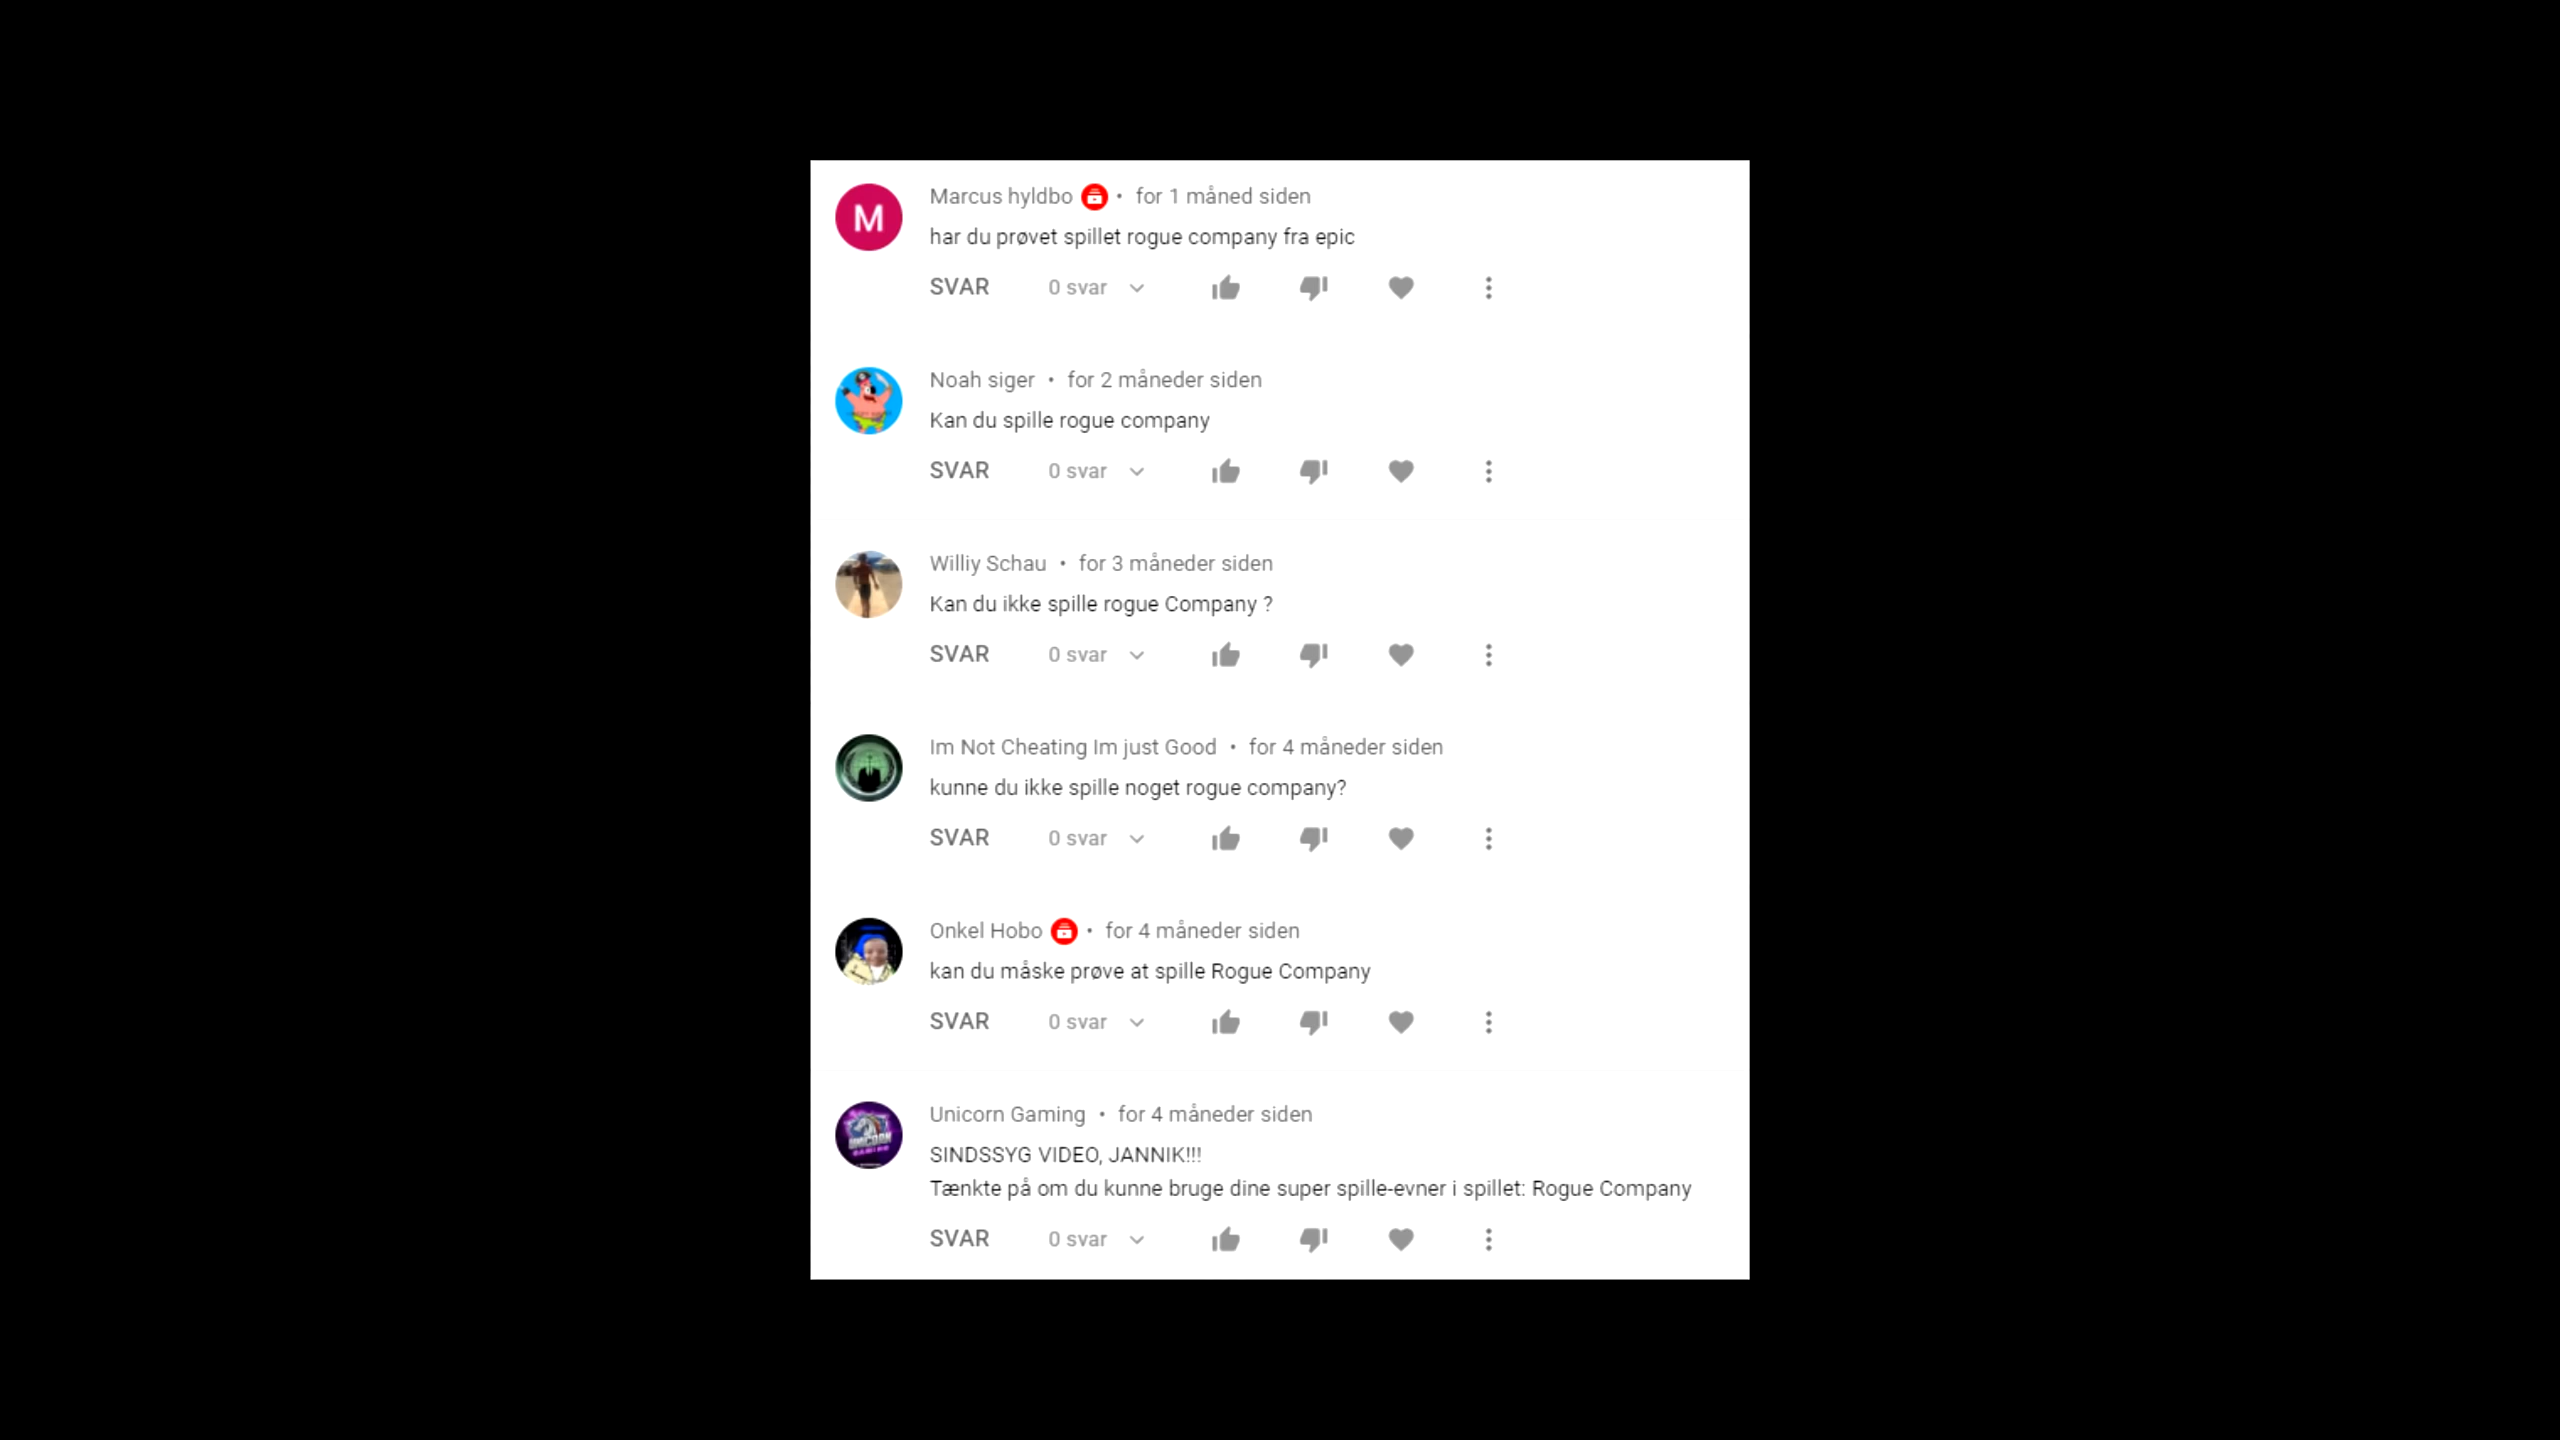 M
Marcus hyldbo • for 1 måned siden
har du prøvet spillet rogue company fra epic
SVAR 0 svar
Noah siger • for 2 måneder siden
Kan du spille rogue company
SVAR 0 svar
Williy Schau • for 3 måneder siden
Kan du ikke spille rogue Company ?
SVAR 0 svar
Im Not Cheating Im just Good • for 4 måneder siden
kunne du ikke spille noget rogue company?
SVAR 0 svar
Onkel Hobo • for 4 måneder siden
kan du måske prøve at spille Rogue Company
SVAR 0 svar
UNICORN
GAMING
Unicorn Gaming • for 4 måneder siden
SINDSSYG VIDEO, JANNIK!!!
Tænkte på om du kunne bruge dine super spille-evner i spillet: Rogue Company
SVAR 0 svar